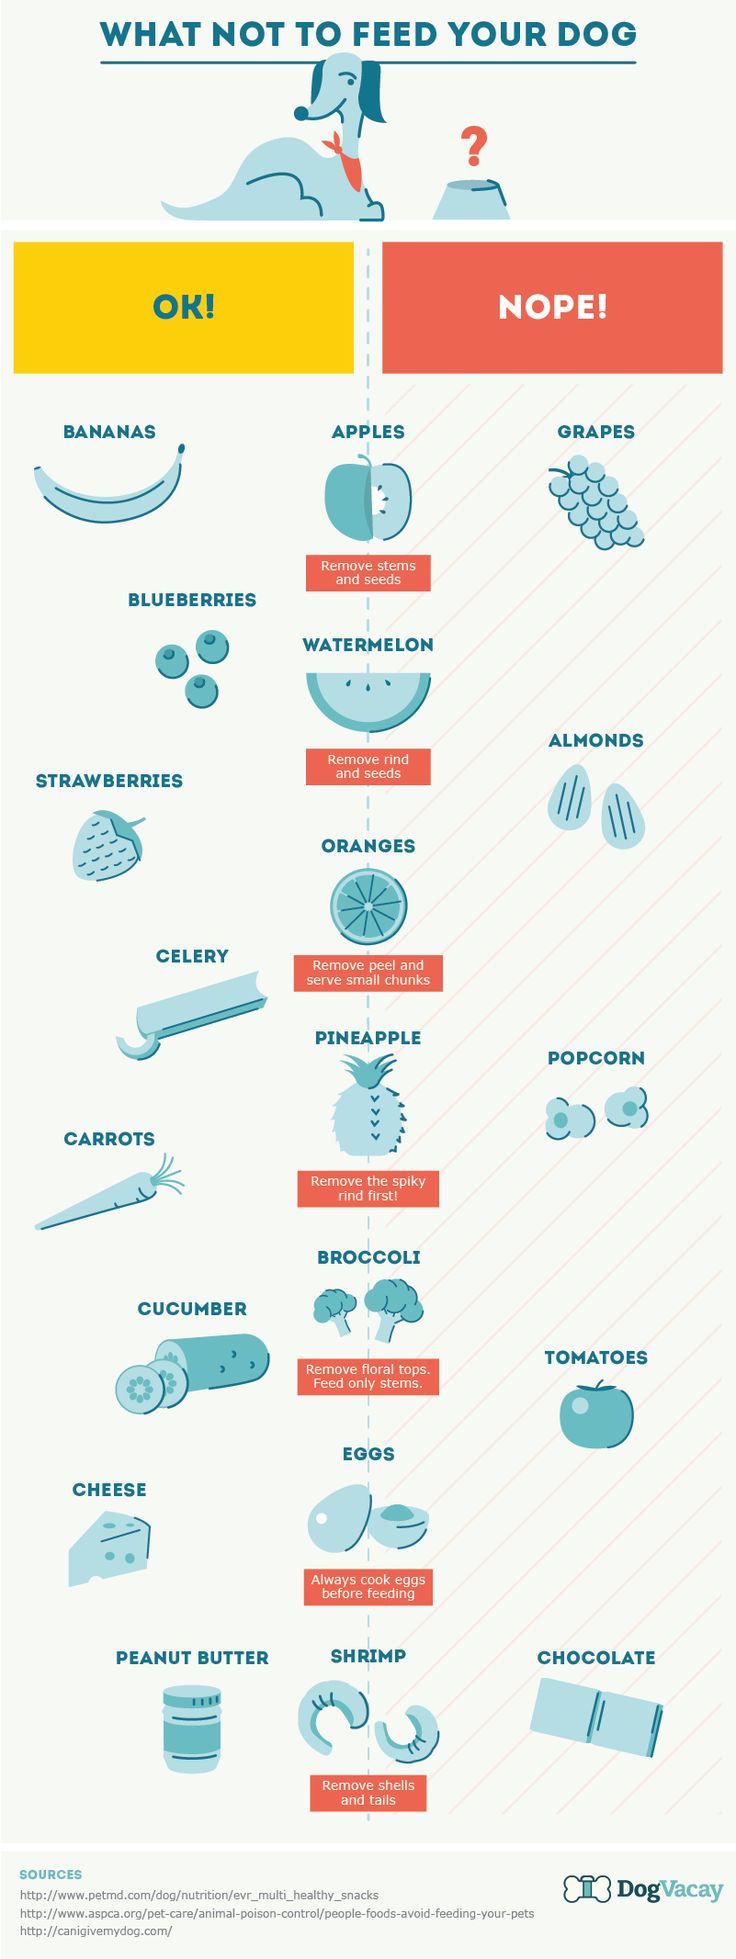 WHAT NOT TO FEED YOUR DOG
?
OK!
NOPE!
BANANAS
APPLES
GRAPES
Remove stems
and seeds
BLUEBERRIES
WATERMELON
Remove rind
and seeds
ALMONDS
STRAWBERRIES
ORANGES
Remove peel and
serve small chunks
CELERY
PINEAPPLE
Remove the spiky
rind first!
POPCORN
CARROTS
BROCCOLI
Remove floral tops.
Feed only stems.
CUCUMBER
TOMATOES
EGGS
Always cook eggs
before feeding
CHEESE
PEANUT BUTTER
SHRIMP
Remove shells
and tails
CHOCOLATE
SOURCES
http://www.petmd.com/dog/nutrition/evr_multi_healthy_snacks
http://www.aspca.org/pet-care/animal-poison-control/people-foods-avoid-feeding-your-pets
http://canigivemydog.com/
DogVacay